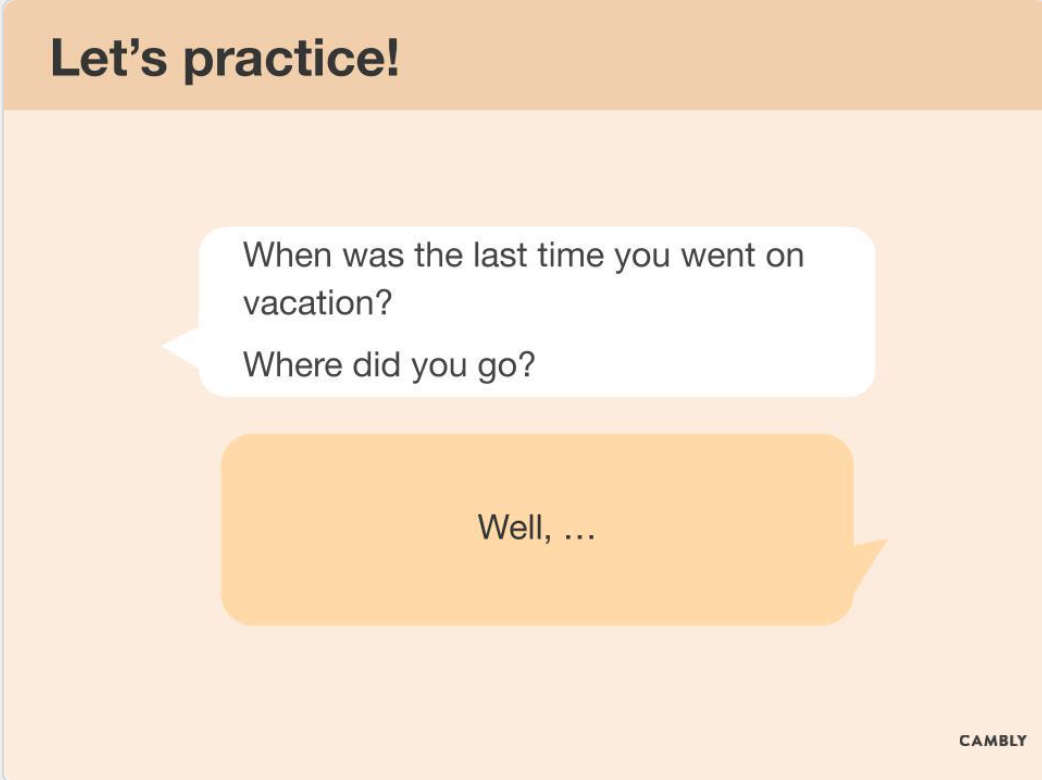 Let’s practice!
When was the last time you went on
vacation?
Where did you go?
Well, …
CAMBLY